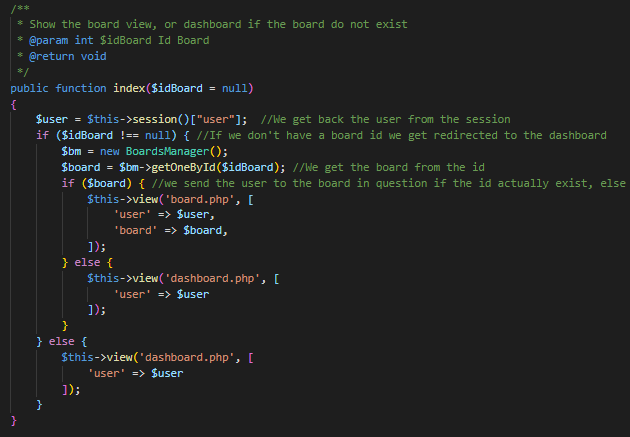 /**
 * Show the board view, or dashboard if the board do not exist
 * @param int $idBoard Id Board
 * @return void
 */
public function index($idBoard = null)
{
    $user = $this->session()["user"];  //We get back the user from the session
    if ($idBoard !== null) { //If we don't have a board id we get redirected to the dashboard
        $bm = new BoardsManager();
        $board = $bm->getOneById($idBoard); //We get the board from the id
        if ($board) { //we send the user to the board in question if the id actually exist, else
            $this->view('board.php', [
                'user' => $user,
                'board' => $board,
            ]);
        } else {
            $this->view('dashboard.php', [
                'user' => $user
            ]);
        }
    } else {
        $this->view('dashboard.php', [
            'user' => $user
        ]);
    }
}